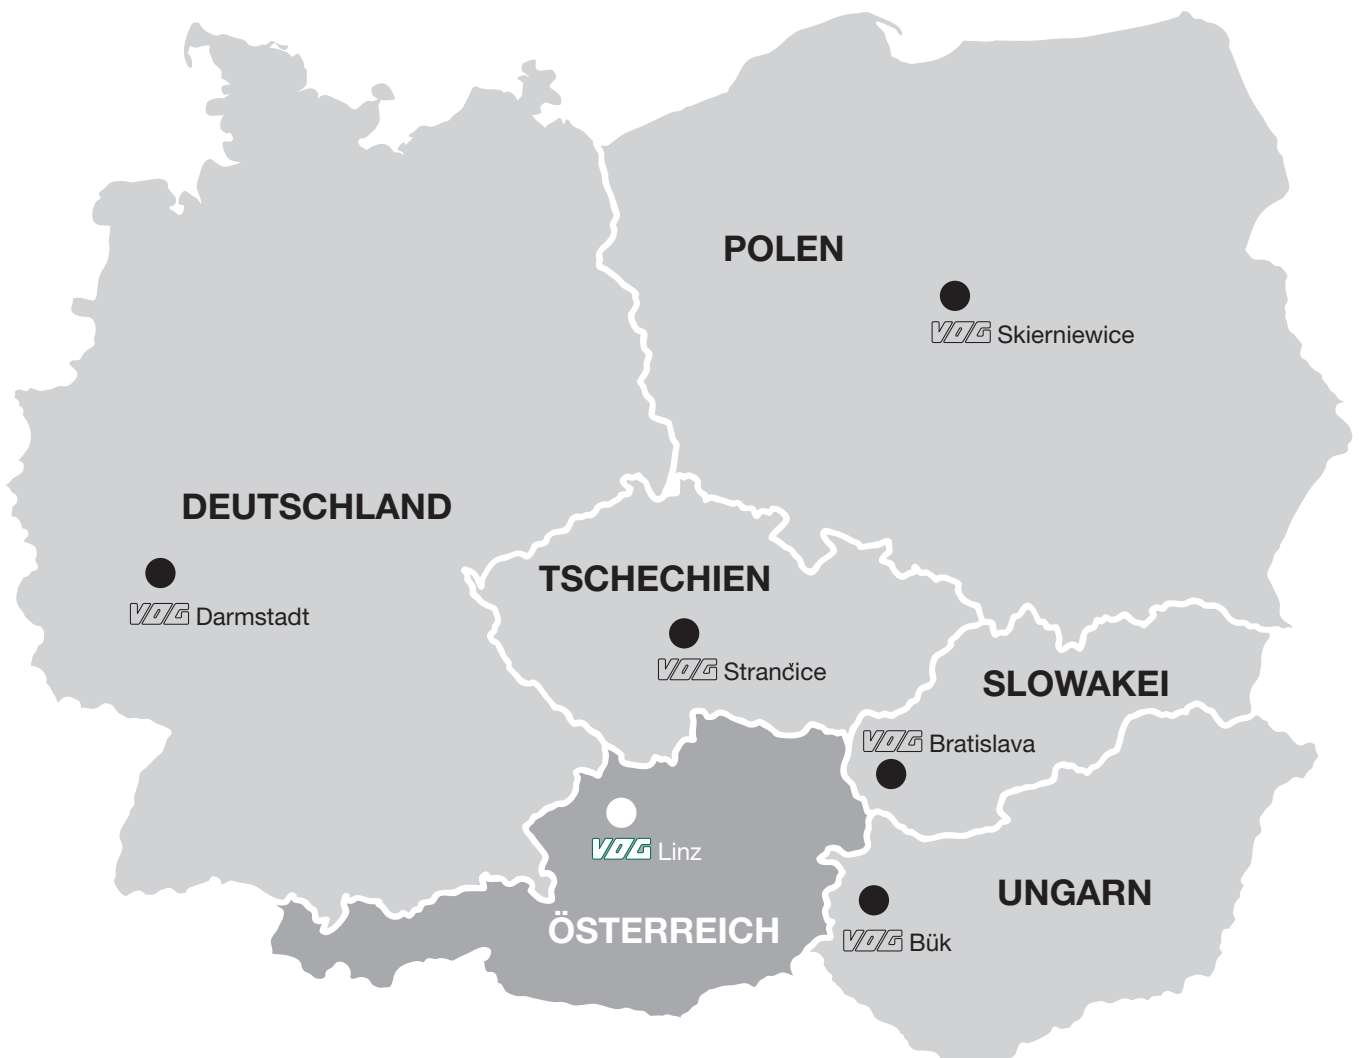 POLEN
VOG Skierniewice
DEUTSCHLAND
VOG Darmstadt
TSCHECHIEN
VOG Strančice
SLOWAKEI
VOG Bratislava
VOG Linz
ÖSTERREICH
UNGARN
VOG Bük